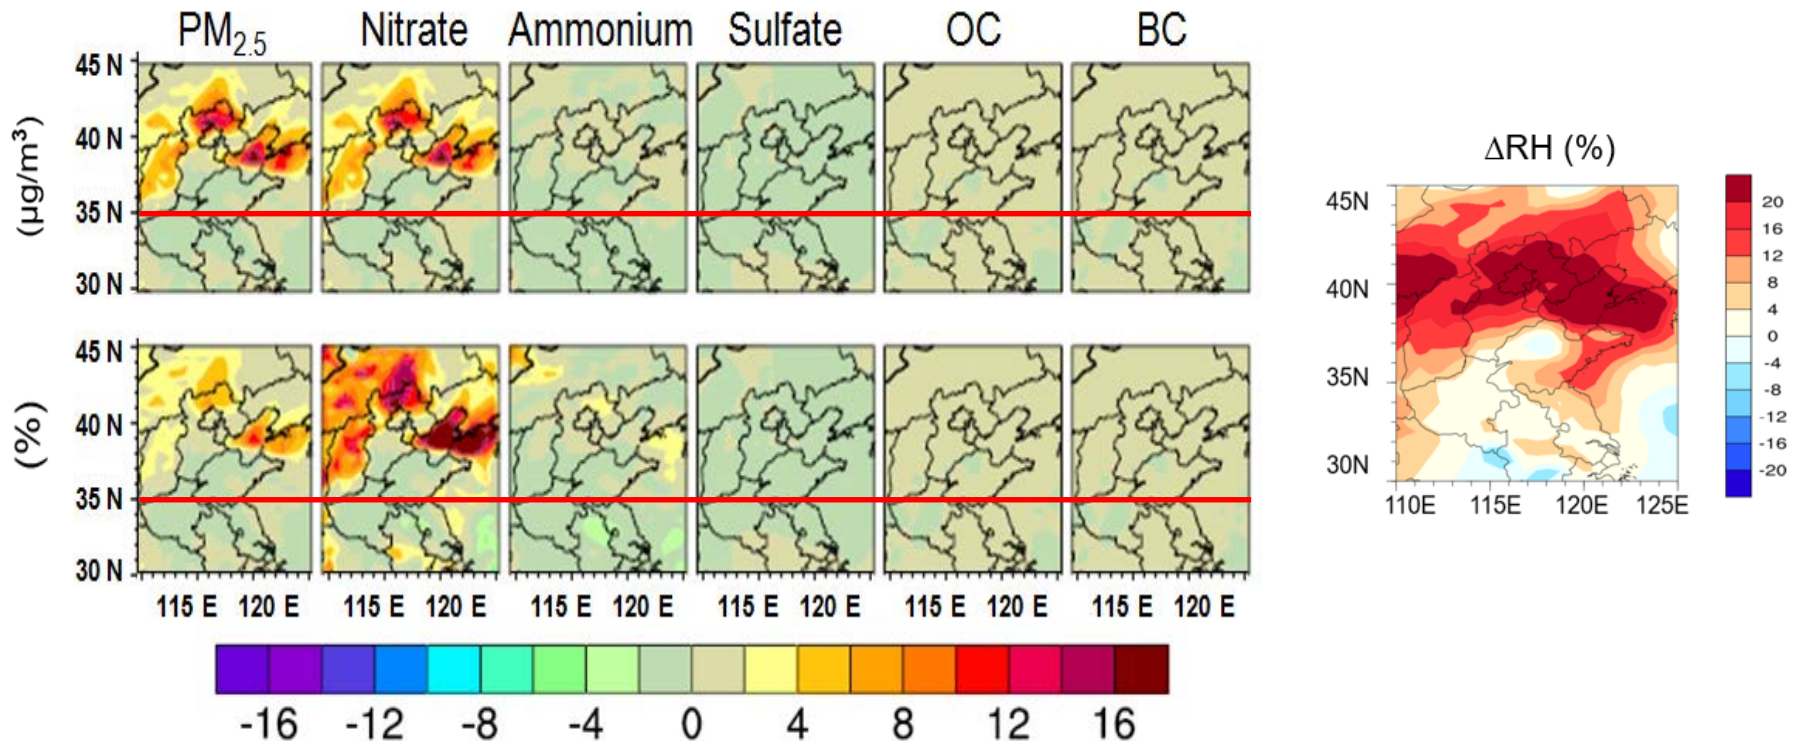 PM2.5 Nitrate Ammonium Sulfate OC BC
45 N
40 N
35 N
30 N
(µg/m³)
45 N
40 N
35 N
30 N
(%)
115 E 120 E 115 E 120 E 115 E 120 E 115 E 120 E 115 E 120 E 115 E 120 E
-16 -12 -8 -4 0 4 8 12 16
ΔRH (%)
45N
40N
35N
30N
110E 115E 120E 125E
20
16
12
8
4
0
-4
-8
-12
-16
-20